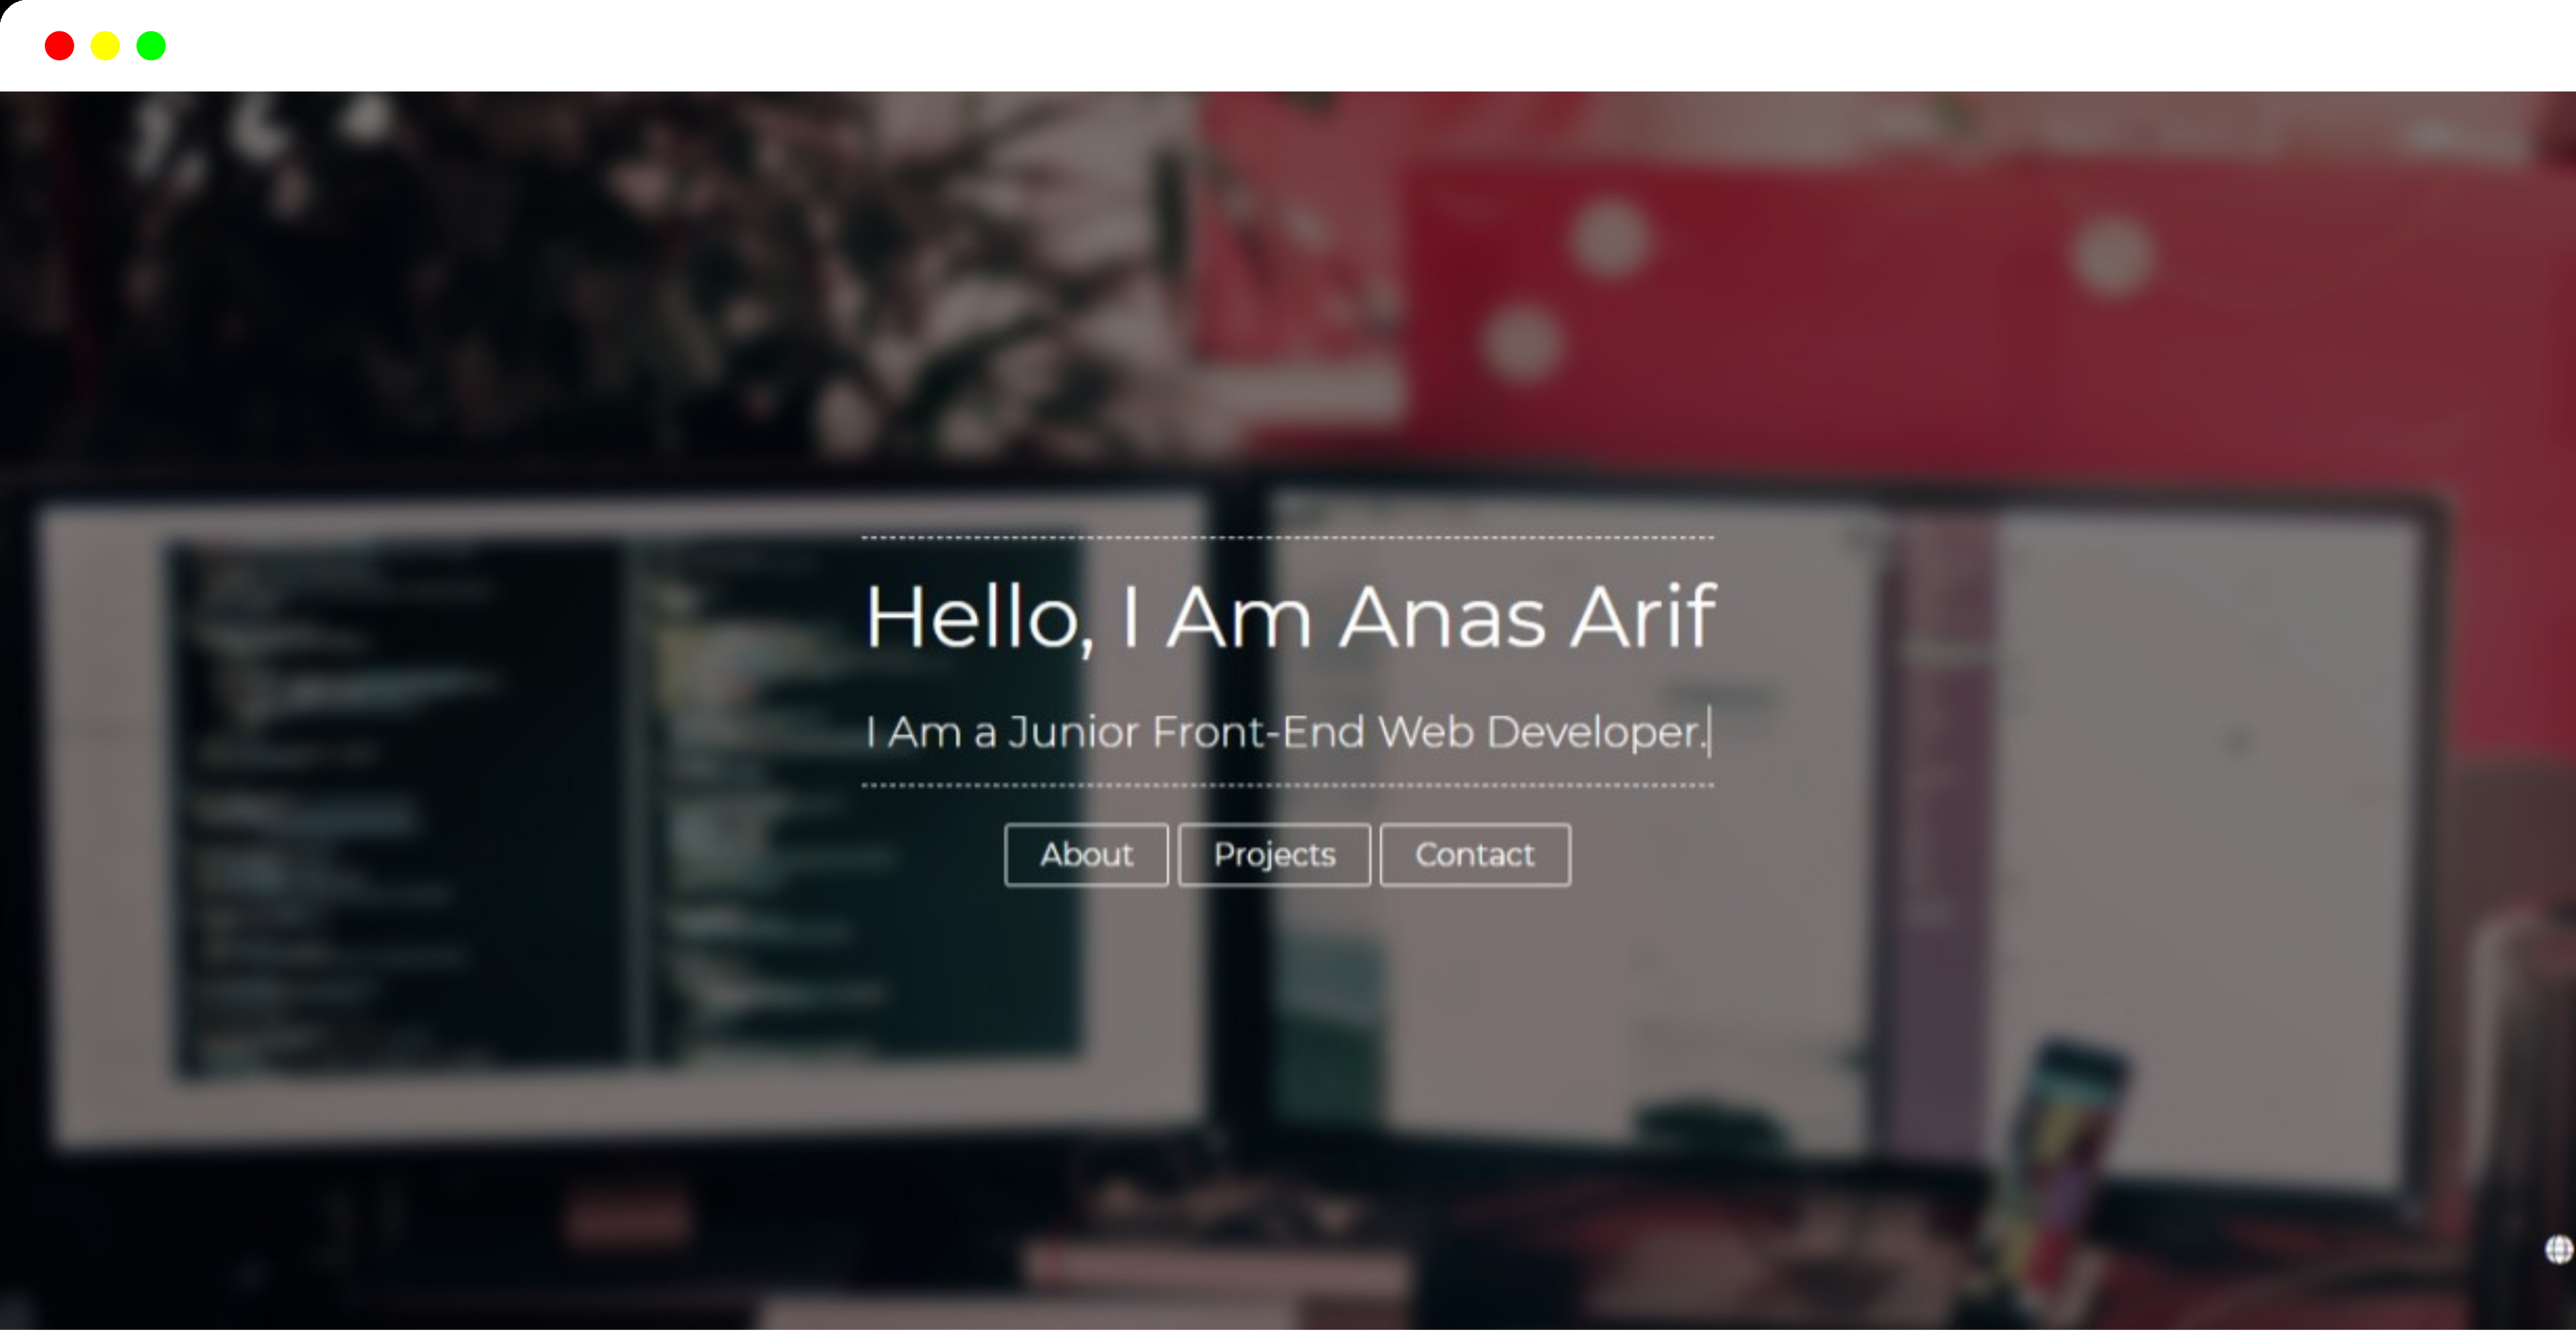 Hello, I Am Anas Arif
I Am a Junior Front-End Web Developer.
About
Projects
Contact